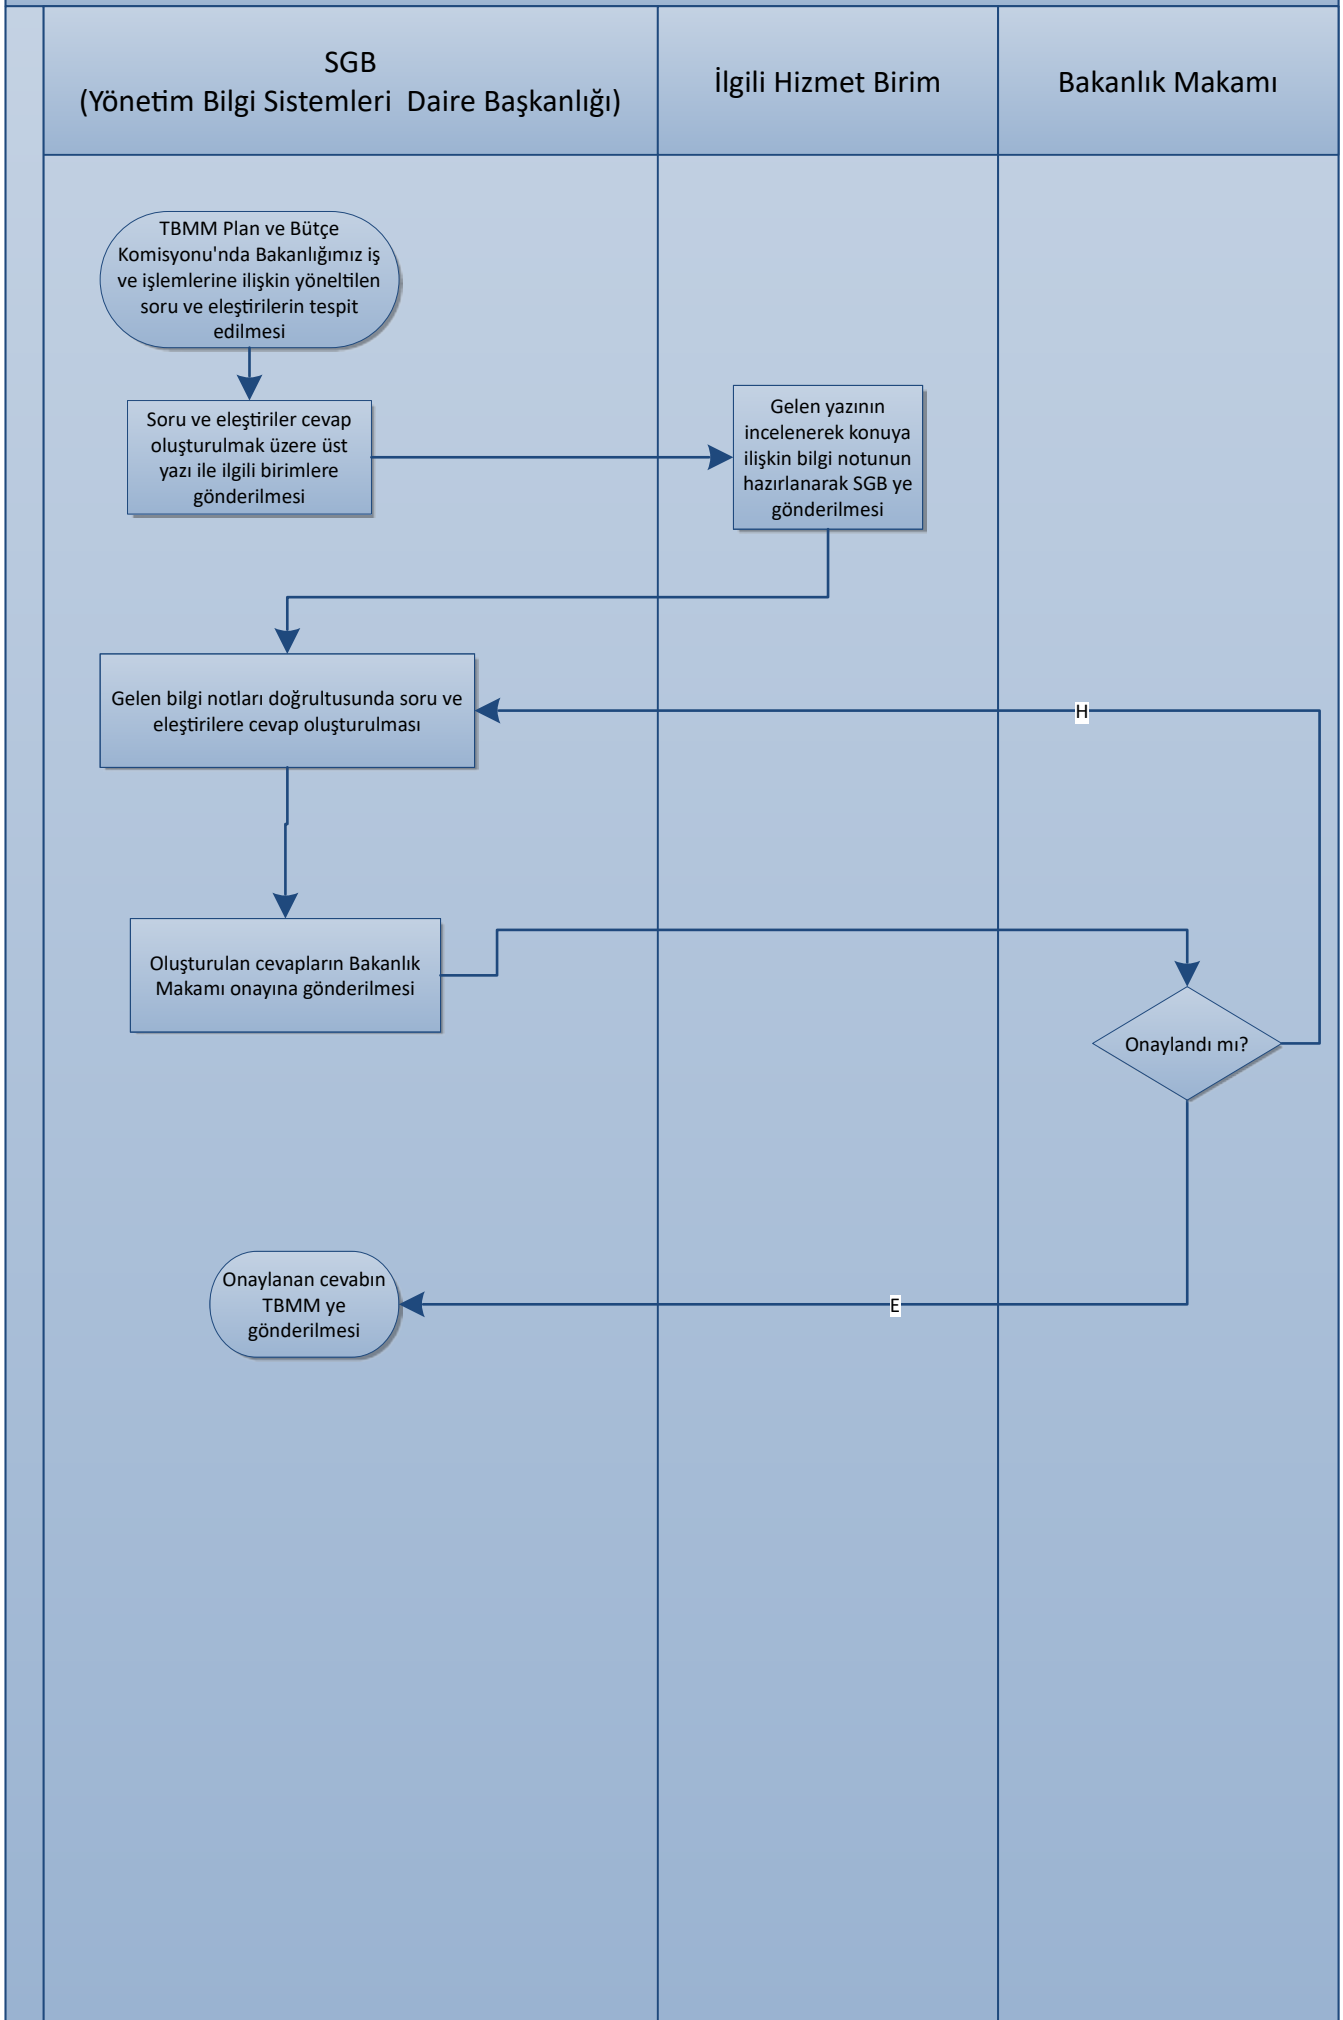 SGB
(Yönetim Bilgi Sistemleri Daire Başkanlığı)
İlgili Hizmet Birim
Bakanlık Makamı
TBMM Plan ve Bütçe
Komisyonu'nda Bakanlığımız iş
ve işlemlerine ilişkin yöneltilen
soru ve eleştirilerin tespit
edilmesi
Soru ve eleştiriler cevap
oluşturulmak üzere üst
yazı ile ilgili birimlere
gönderilmesi
Gelen yazının
incelenerek konuya
ilişkin bilgi notunun
hazırlanarak SGB ye
gönderilmesi
Gelen bilgi notları doğrultusunda soru ve
eleştirilere cevap oluşturulması
H
Oluşturulan cevapların Bakanlık
Makamı onayına gönderilmesi
Onaylandı mı?
Onaylanan cevabın
TBMM ye
gönderilmesi
E